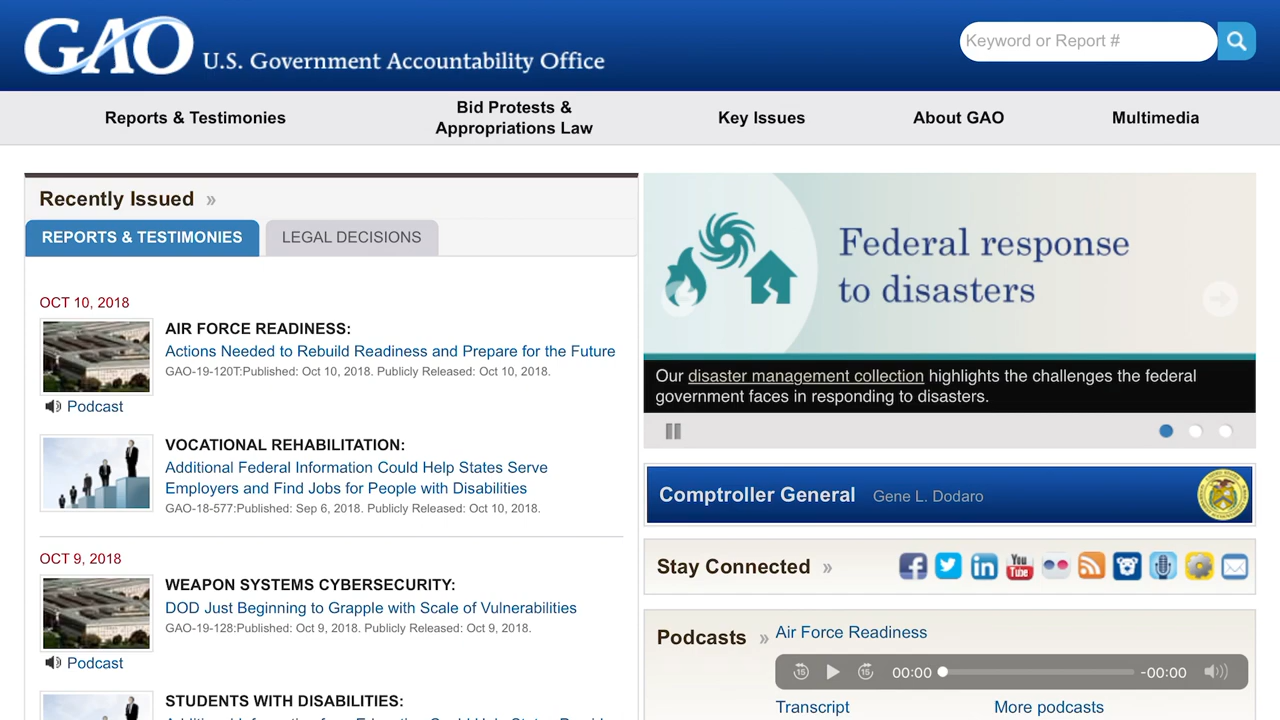 GAO U.S. Government Accountability Office
Keyword or Report #
Reports & Testimonies
Bid Protests &
Appropriations Law
Key Issues
About GAO
Multimedia
Recently Issued »
REPORTS & TESTIMONIES
LEGAL DECISIONS
OCT 10, 2018
AIR FORCE READINESS:
Actions Needed to Rebuild Readiness and Prepare for the Future
GAO-19-120T:Published: Oct 10, 2018. Publicly Released: Oct 10, 2018.
Podcast
VOCATIONAL REHABILITATION:
Additional Federal Information Could Help States Serve
Employers and Find Jobs for People with Disabilities
GAO-18-577:Published: Sep 6, 2018. Publicly Released: Oct 10, 2018.
OCT 9, 2018
WEAPON SYSTEMS CYBERSECURITY:
DOD Just Beginning to Grapple with Scale of Vulnerabilities
GAO-19-128:Published: Oct 9, 2018. Publicly Released: Oct 9, 2018.
Podcast
STUDENTS WITH DISABILITIES:
Federal response
to disasters
Our disaster management collection highlights the challenges the federal
government faces in responding to disasters.
Comptroller General Gene L. Dodaro
Stay Connected »
You
Tube
Podcasts » Air Force Readiness
15
15
00:00
-00:00
Transcript
More podcasts